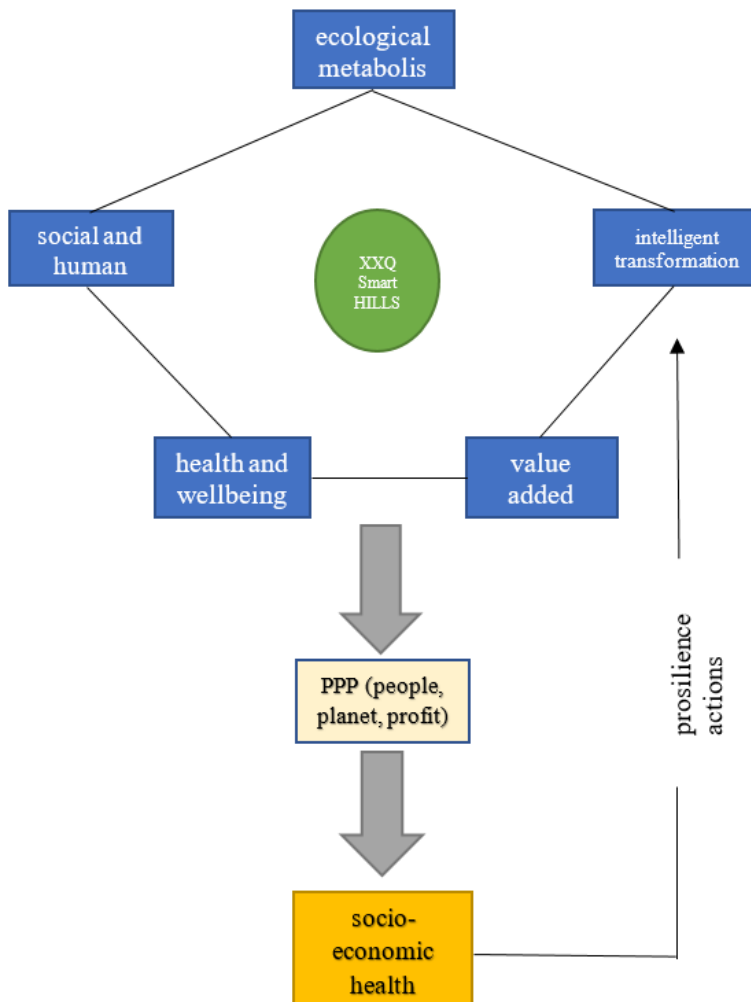 ecological
metabolis
social and
human
XXQ
Smart
HILLS
intelligent
transformation
health and
wellbeing
value
added
PPP (people,
planet, profit)
prosilience
actions
socio-
economic
health